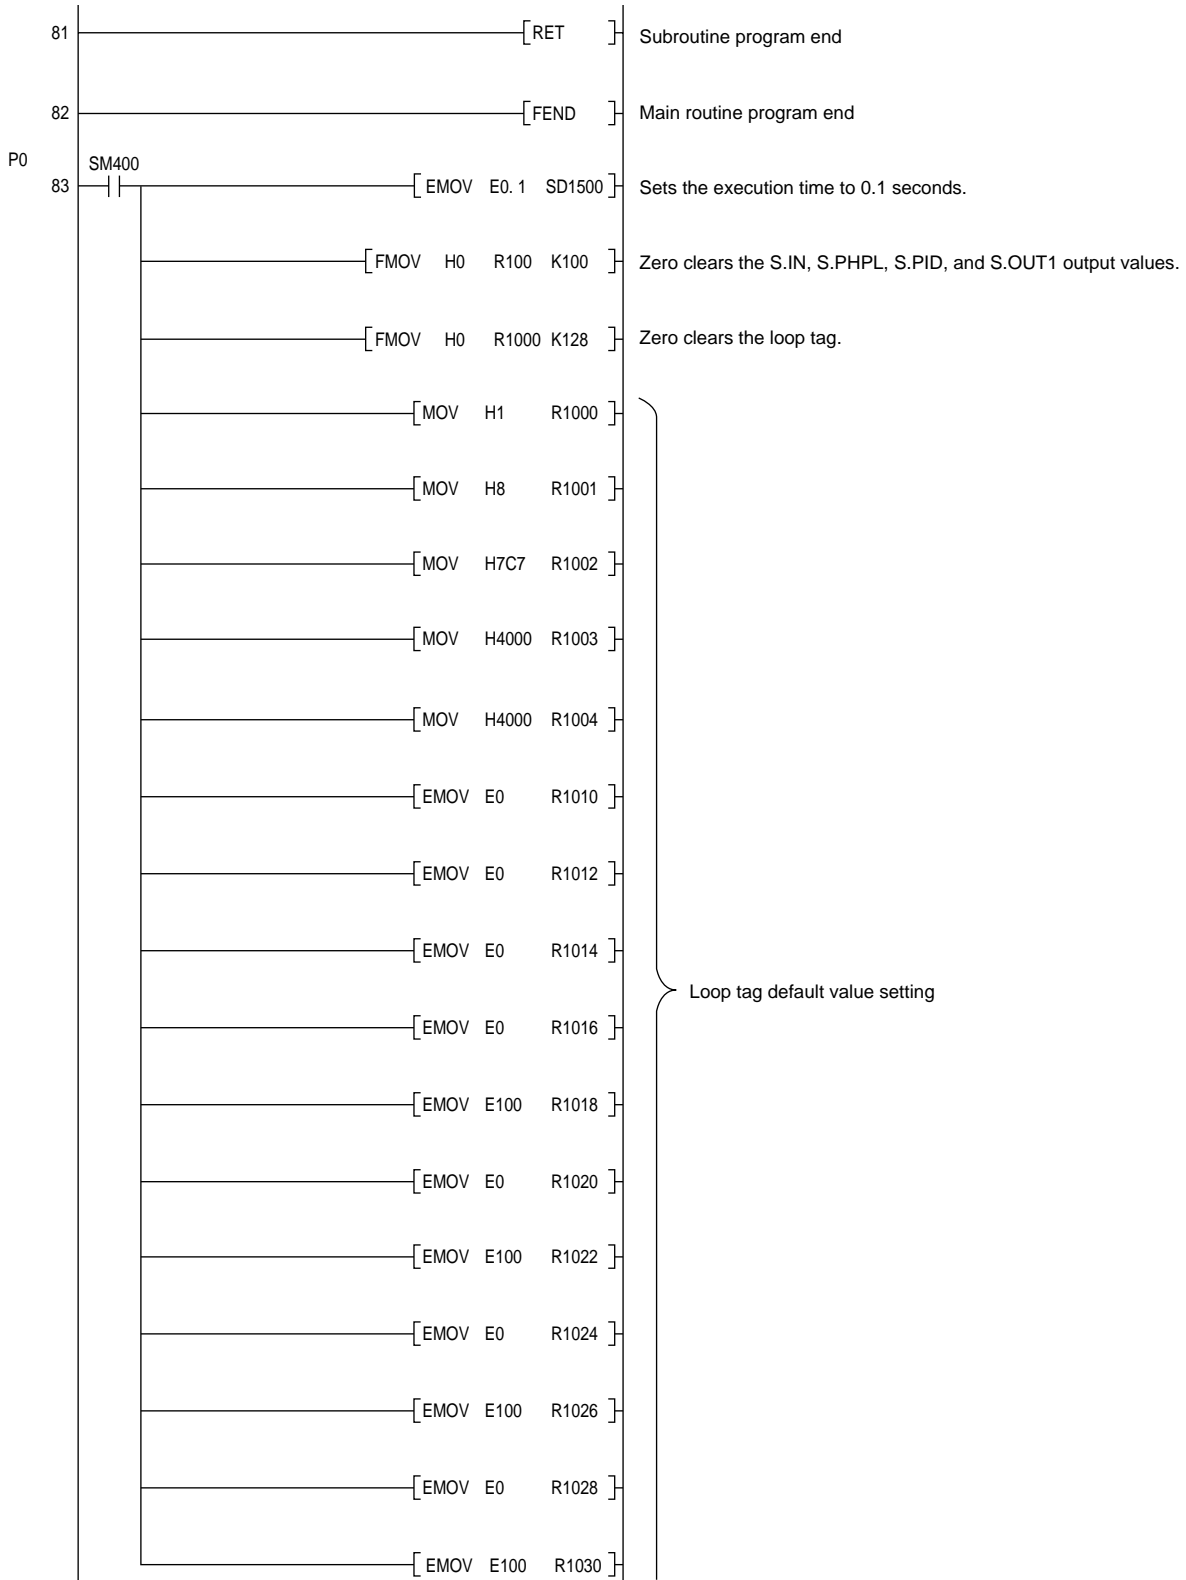 81 [RET ] Subroutine program end
82 [FEND ] Main routine program end
P0
SM400
83 [EMOV E0. 1 SD1500] Sets the execution time to 0.1 seconds.
[FMOV H0 R100 K100 ] Zero clears the S.IN, S.PHPL, S.PID, and S.OUT1 output values.
[FMOV H0 R1000 K128 ] Zero clears the loop tag.
[MOV H1 R1000 ]
[MOV H8 R1001 ]
[MOV H7C7 R1002 ]
[MOV H4000 R1003 ]
[MOV H4000 R1004 ]
[EMOV E0 R1010 ]
[EMOV E0 R1012 ]
[EMOV E0 R1014 ]
Loop tag default value setting
[EMOV E0 R1016 ]
[EMOV E100 R1018 ]
[EMOV E0 R1020 ]
[EMOV E100 R1022 ]
[EMOV E0 R1024 ]
[EMOV E100 R1026 ]
[EMOV E0 R1028 ]
[EMOV E100 R1030 ]